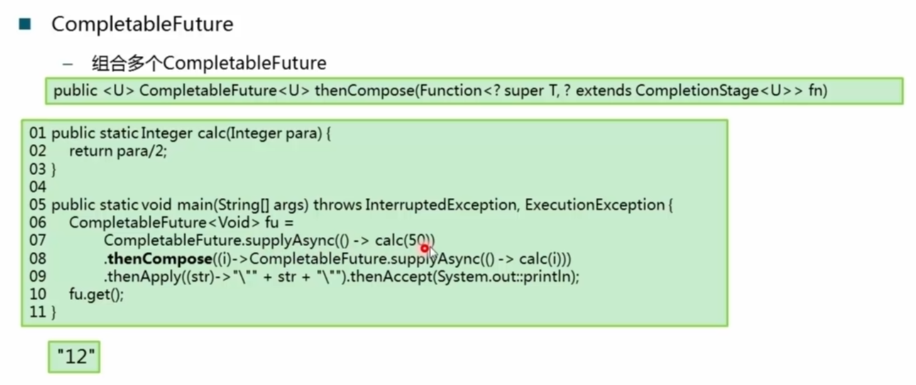 CompletableFuture
– 组合多个CompletableFuture
public <U> CompletableFuture<U> thenCompose(Function<? super T, ? extends CompletionStage<U>> fn)
01 public static Integer calc(Integer para) {
02 return para/2;
03 }
04
05 public static void main(String[] args) throws InterruptedException, ExecutionException {
06 CompletableFuture<Void> fu =
07 CompletableFuture.supplyAsync(() -> calc(50))
08 .thenCompose((i)->CompletableFuture.supplyAsync(() -> calc(i)))
09 .thenApply((str)->"\"" + str + "\"").thenAccept(System.out::println);
10 fu.get();
11 }
"12"